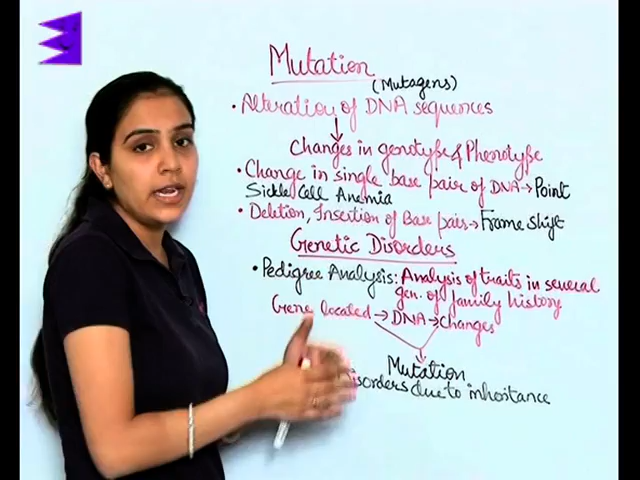 Mutation
(Mutagens)
• Alteration of DNA sequences
Changes in genotype & Phenotype
• Change in single base pair of DNA → Point
Sickle Cell Anemia
• Deletion, Insertion of Base pairs → Frame shift
Genetic Disorders
• Pedigree Analysis: Analysis of traits in several
gen. of family history
Gene located → DNA → Changes
Mutation
Disorders due to inheritance